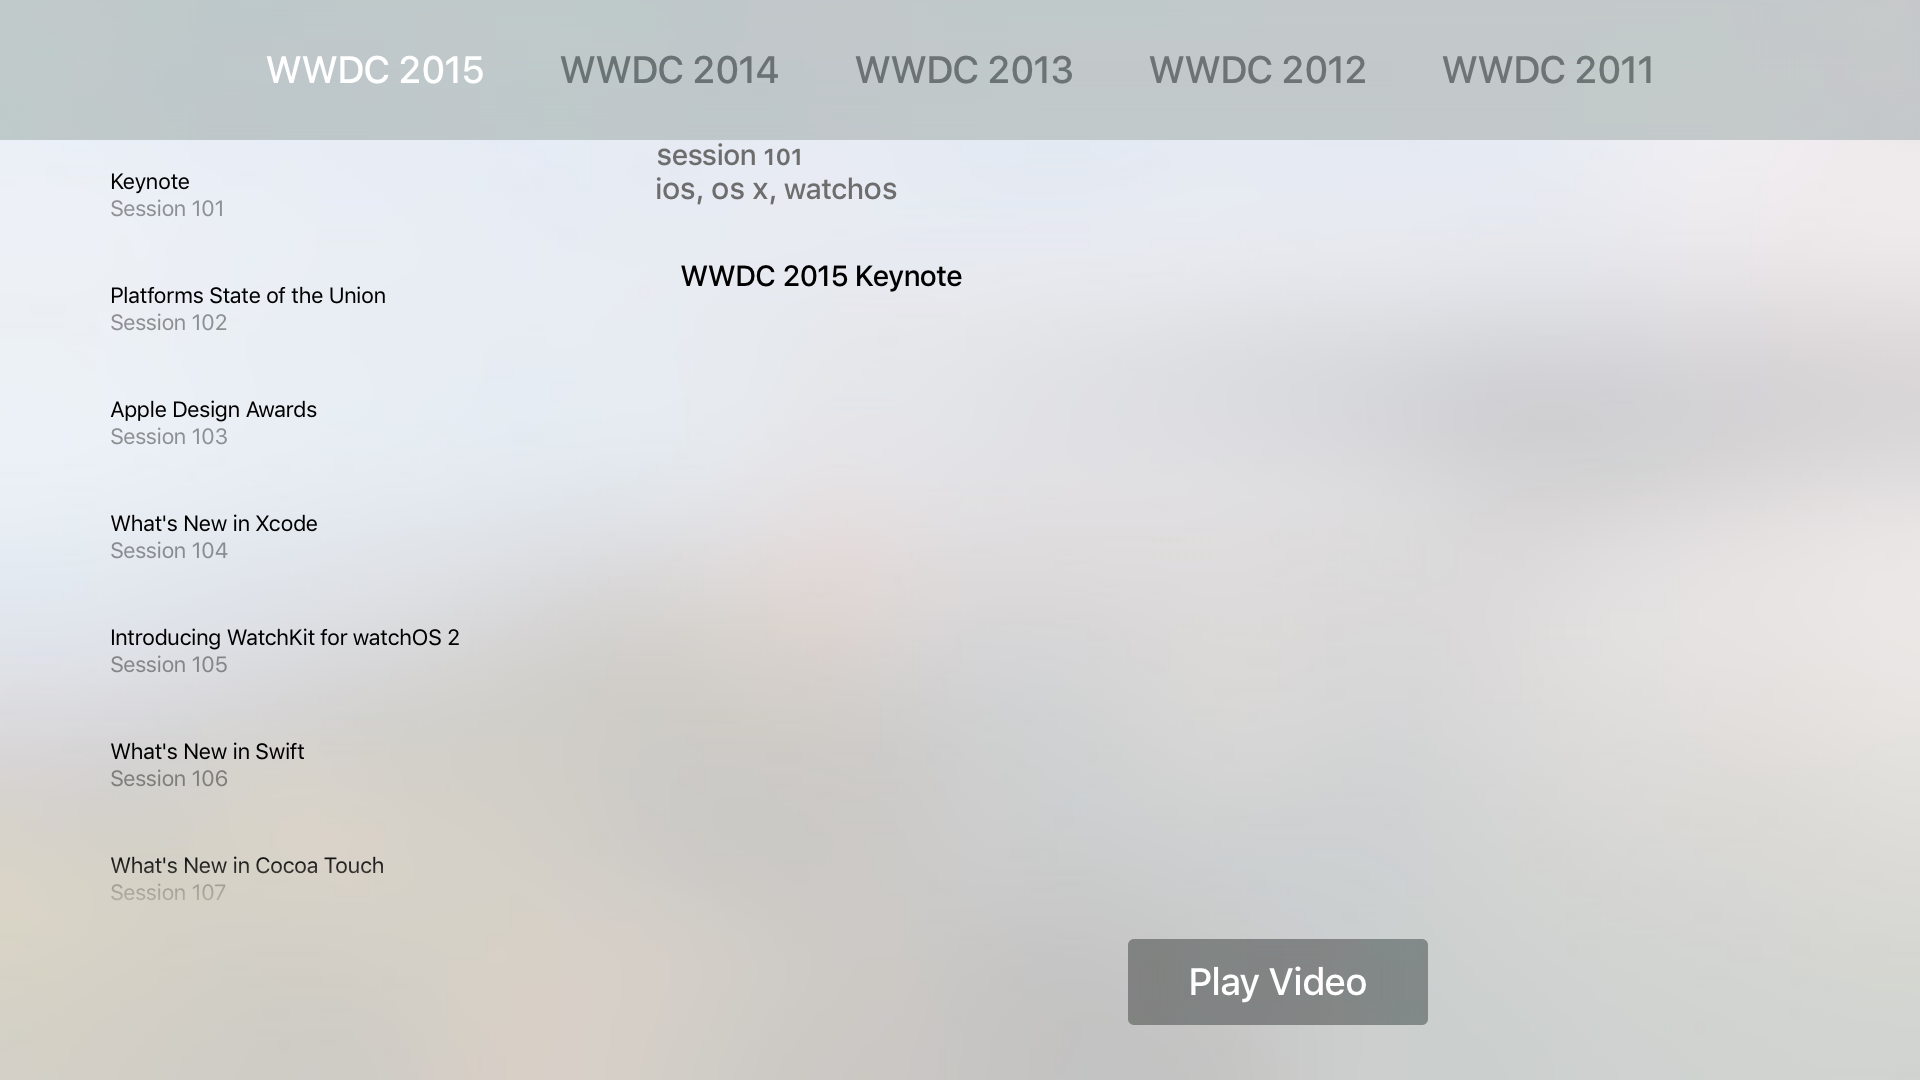 WWDC 2015 WWDC 2014 WWDC 2013 WWDC 2012 WWDC 2011
Keynote
Session 101
Platforms State of the Union
Session 102
Apple Design Awards
Session 103
What's New in Xcode
Session 104
Introducing WatchKit for watchOS 2
Session 105
What's New in Swift
Session 106
What's New in Cocoa Touch
Session 107
session 101
ios, os x, watchos
WWDC 2015 Keynote
Play Video